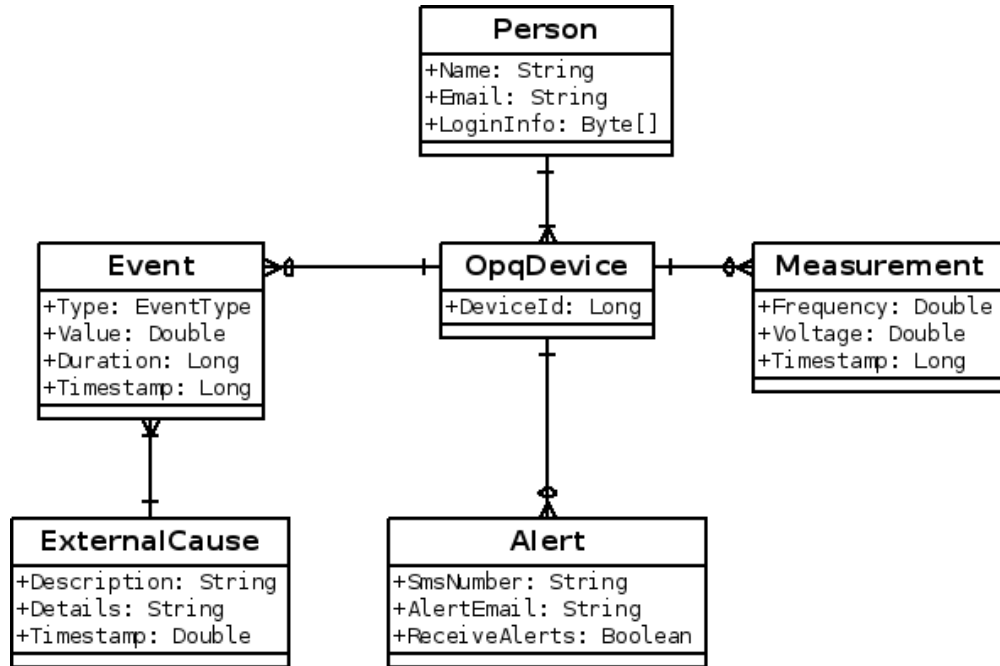 Person
+Name: String
+Email: String
+LoginInfo: Byte[]
Event
+Type: EventType
+Value: Double
+Duration: Long
+Timestamp: Long
OpqDevice
+DeviceId: Long
Measurement
+Frequency: Double
+Voltage: Double
+Timestamp: Long
ExternalCause
+Description: String
+Details: String
+Timestamp: Double
Alert
+SmsNumber: String
+AlertEmail: String
+ReceiveAlerts: Boolean